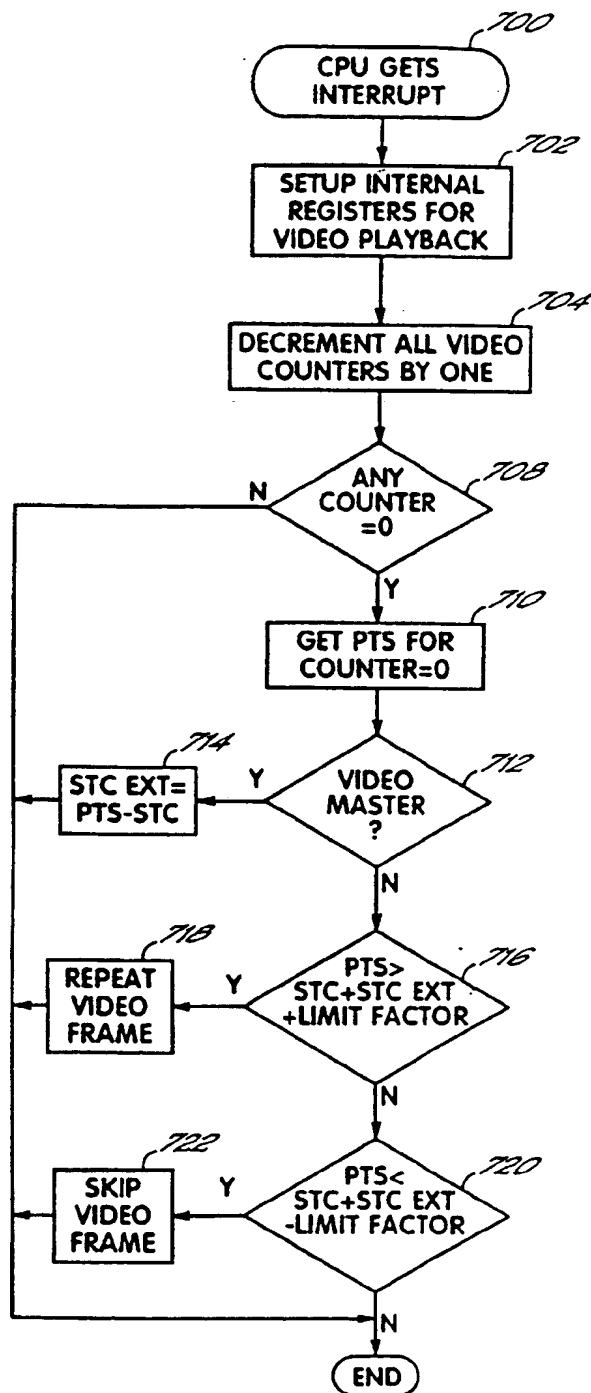 700
CPU GETS
INTERRUPT
702
SETUP INTERNAL
REGISTERS FOR
VIDEO PLAYBACK
704
DECREMENT ALL VIDEO
COUNTERS BY ONE
708
ANY
COUNTER
=0
N
Y
710
GET PTS FOR
COUNTER=0
712
VIDEO
MASTER
?
Y
714
STC EXT=
PTS-STC
N
716
PTS>
STC+STC EXT
+LIMIT FACTOR
Y
718
REPEAT
VIDEO
FRAME
N
720
PTS<
STC+STC EXT
-LIMIT FACTOR
Y
722
SKIP
VIDEO
FRAME
N
END